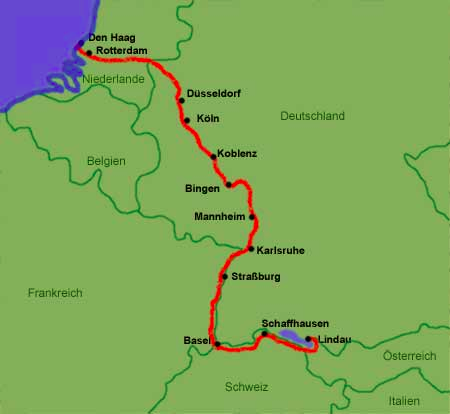 Den Haag
Rotterdam
Niederlande
Düsseldorf
Köln
Deutschland
Belgien
Koblenz
Bingen
Mannheim
Karlsruhe
Straßburg
Frankreich
Schaffhausen
Basel
Lindau
Österreich
Schweiz
Italien